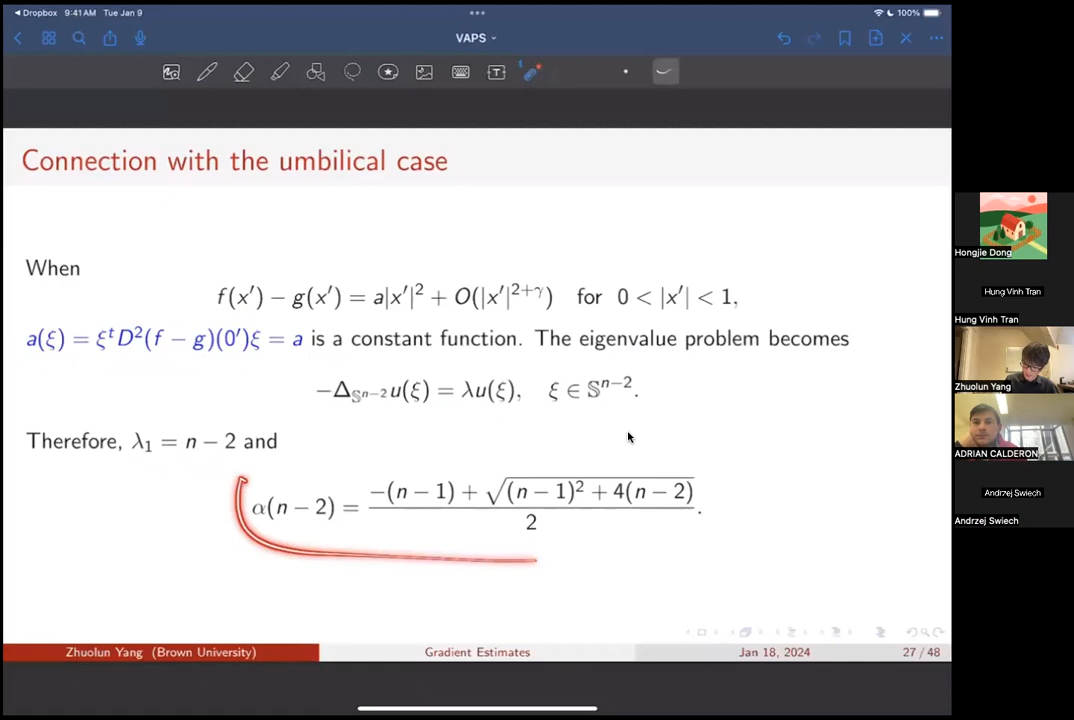 Dropbox 9:41 AM Tue Jan 9
100%
VAPS
Connection with the umbilical case
When
f(x′) − g(x′) = a|x′|² + O(|x′|²⁺ᵞ) for 0 < |x′| < 1,
a(ξ) = ξᵗD²(f − g)(0′)ξ = a is a constant function. The eigenvalue problem becomes
−Δ_{𝕊ⁿ⁻²}u(ξ) = λu(ξ), ξ ∈ 𝕊ⁿ⁻².
Therefore, λ₁ = n − 2 and
α(n − 2) = \frac{−(n − 1) + √((n − 1)² + 4(n − 2))}{2}.
Zhuolun Yang (Brown University) Gradient Estimates Jan 18, 2024 27 / 48
Hongjie Dong
Hung Vinh Tran
Hung Vinh Tran
Zhuolun Yang
ADRIAN CALDERON
Andrzej Swiech
Andrzej Swiech